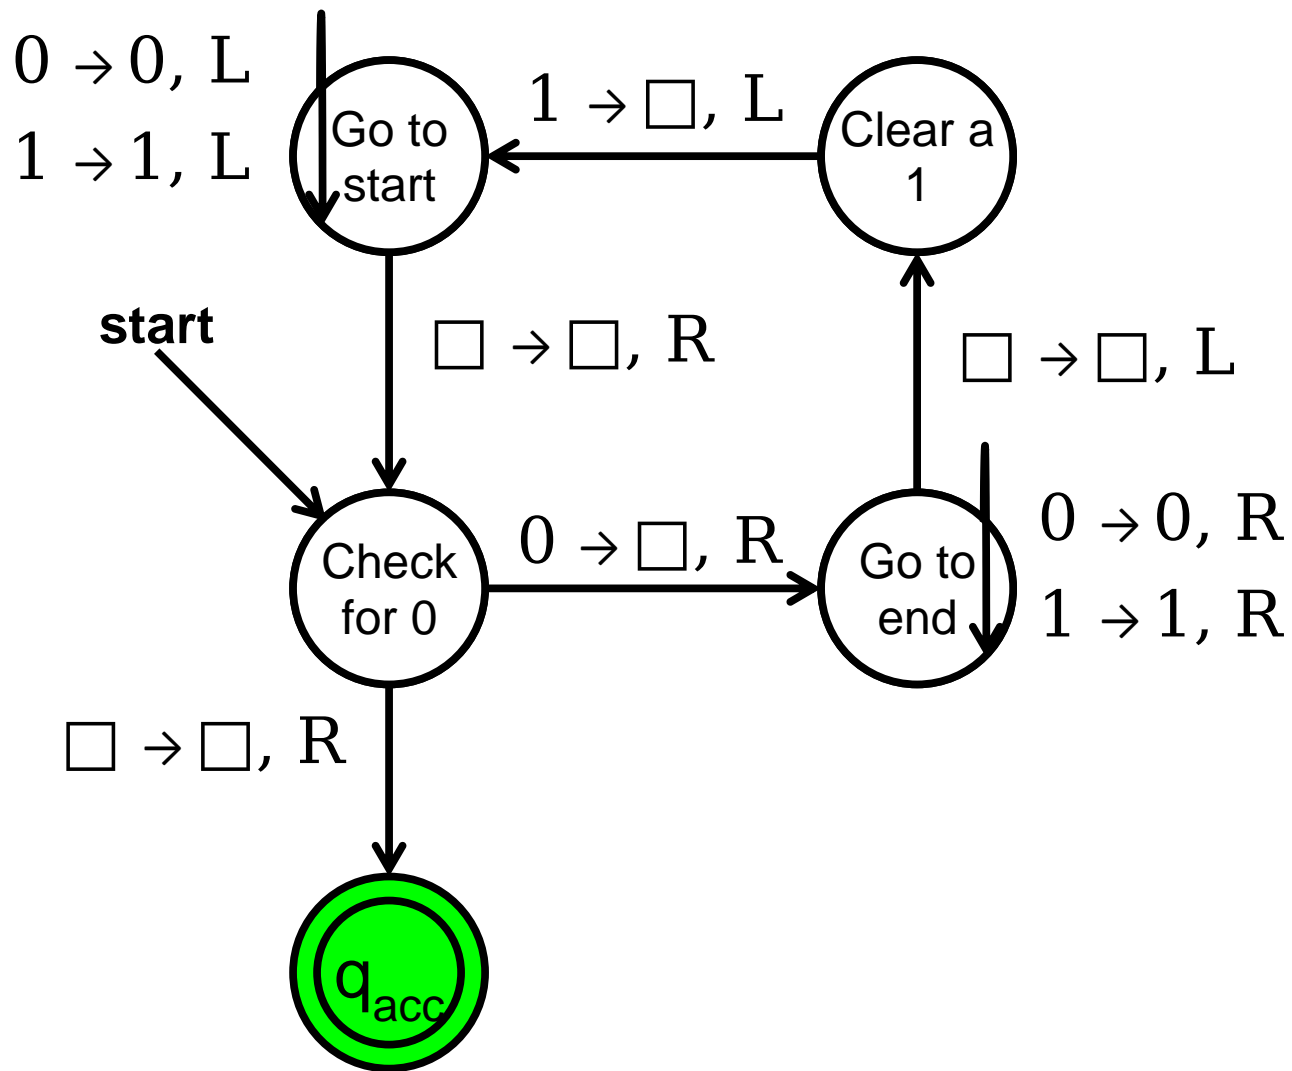 0 → 0, L
1 → 1, L
Go to
start
1 → □, L
Clear a
1
start
□ → □, R
□ → □, L
Check
for 0
0 → □, R
Go to
end
0 → 0, R
1 → 1, R
□ → □, R
qacc